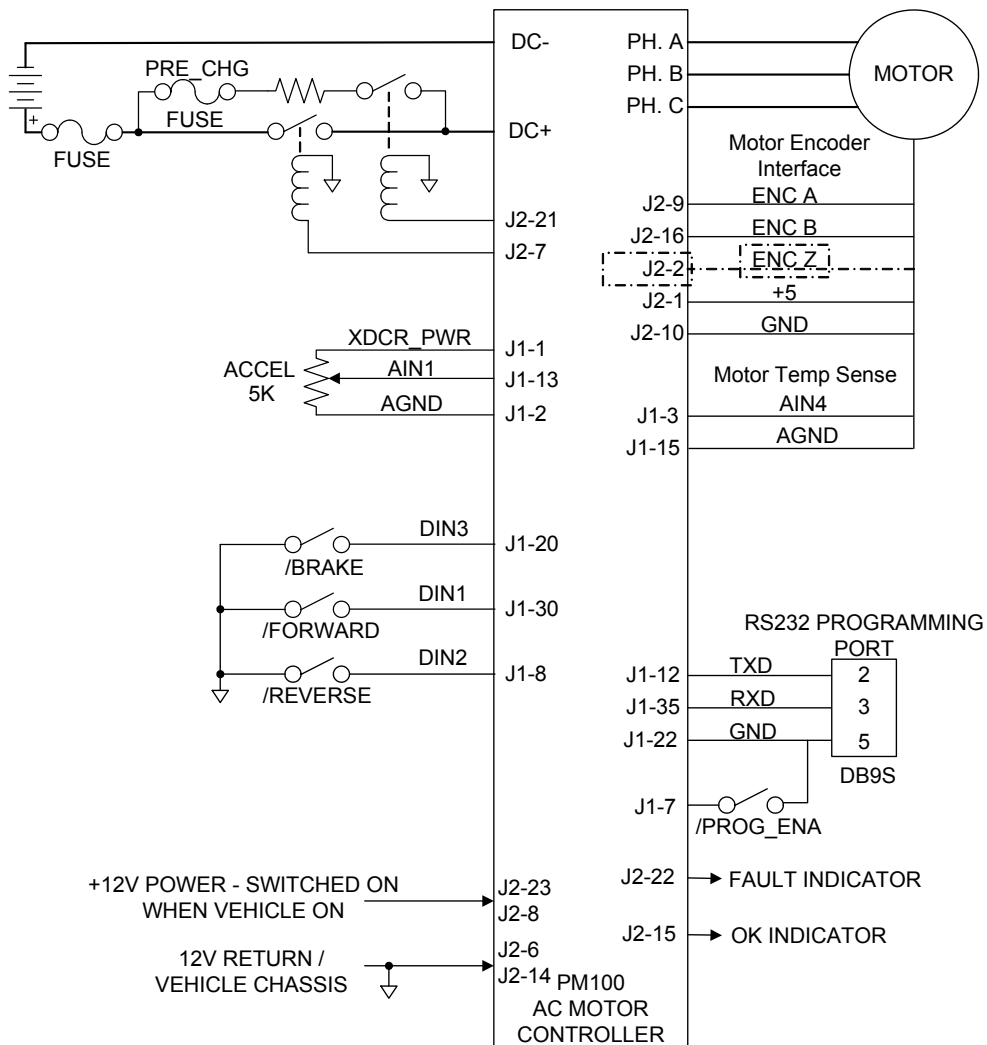 DC-
PH. A
PH. B
PH. C
MOTOR
PRE_CHG
FUSE
+
FUSE
DC+
J2-21
J2-7
Motor Encoder
Interface
J2-9
ENC A
J2-16
ENC B
J2-2
ENC Z
J2-1
+5
J2-10
GND
ACCEL
5K
XDCR_PWR
J1-1
AIN1
J1-13
AGND
J1-2
Motor Temp Sense
J1-3
AIN4
J1-15
AGND
DIN3
J1-20
/BRAKE
DIN1
J1-30
/FORWARD
DIN2
J1-8
/REVERSE
RS232 PROGRAMMING
PORT
J1-12
TXD
2
J1-35
RXD
3
J1-22
GND
5
DB9S
J1-7
/PROG_ENA
+12V POWER - SWITCHED ON
WHEN VEHICLE ON
J2-23
J2-8
J2-22
FAULT INDICATOR
12V RETURN /
VEHICLE CHASSIS
J2-6
J2-14
J2-15
OK INDICATOR
PM100
AC MOTOR
CONTROLLER